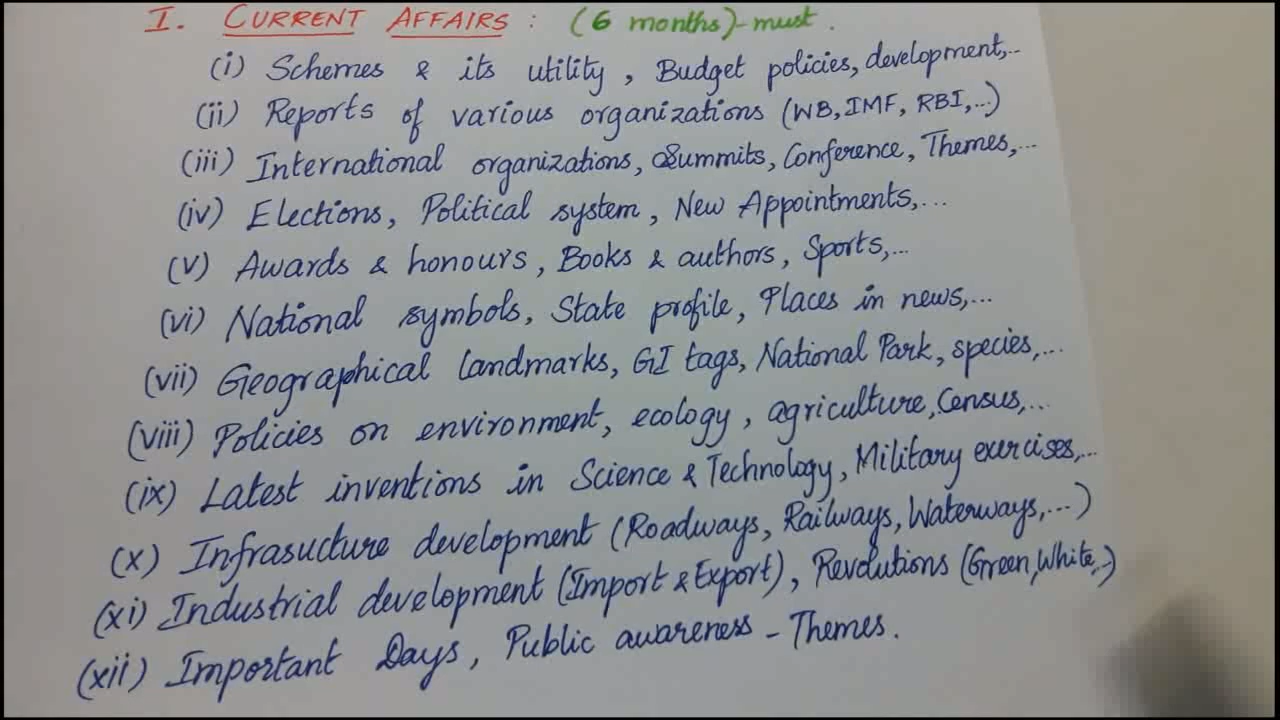 I. CURRENT AFFAIRS : (6 months)-must.
(i) Schemes & its utility, Budget policies, development,..
(ii) Reports of various organizations (WB, IMF, RBI,...)
(iii) International organizations, Summits, Conference, Themes,...
(iv) Elections, Political system, New Appointments,...
(v) Awards & honours, Books & authors, Sports,...
(vi) National symbols, State profile, Places in news,...
(vii) Geographical landmarks, GI tags, National Park, species,...
(viii) Policies on environment, ecology, agriculture, Census,...
(ix) Latest inventions in Science & Technology, Military exercises,...
(x) Infrasucture development (Roadways, Railways, Waterways,...)
(xi) Industrial development (Import & Export), Revolutions (Green, White,..)
(xii) Important Days, Public awareness - Themes.